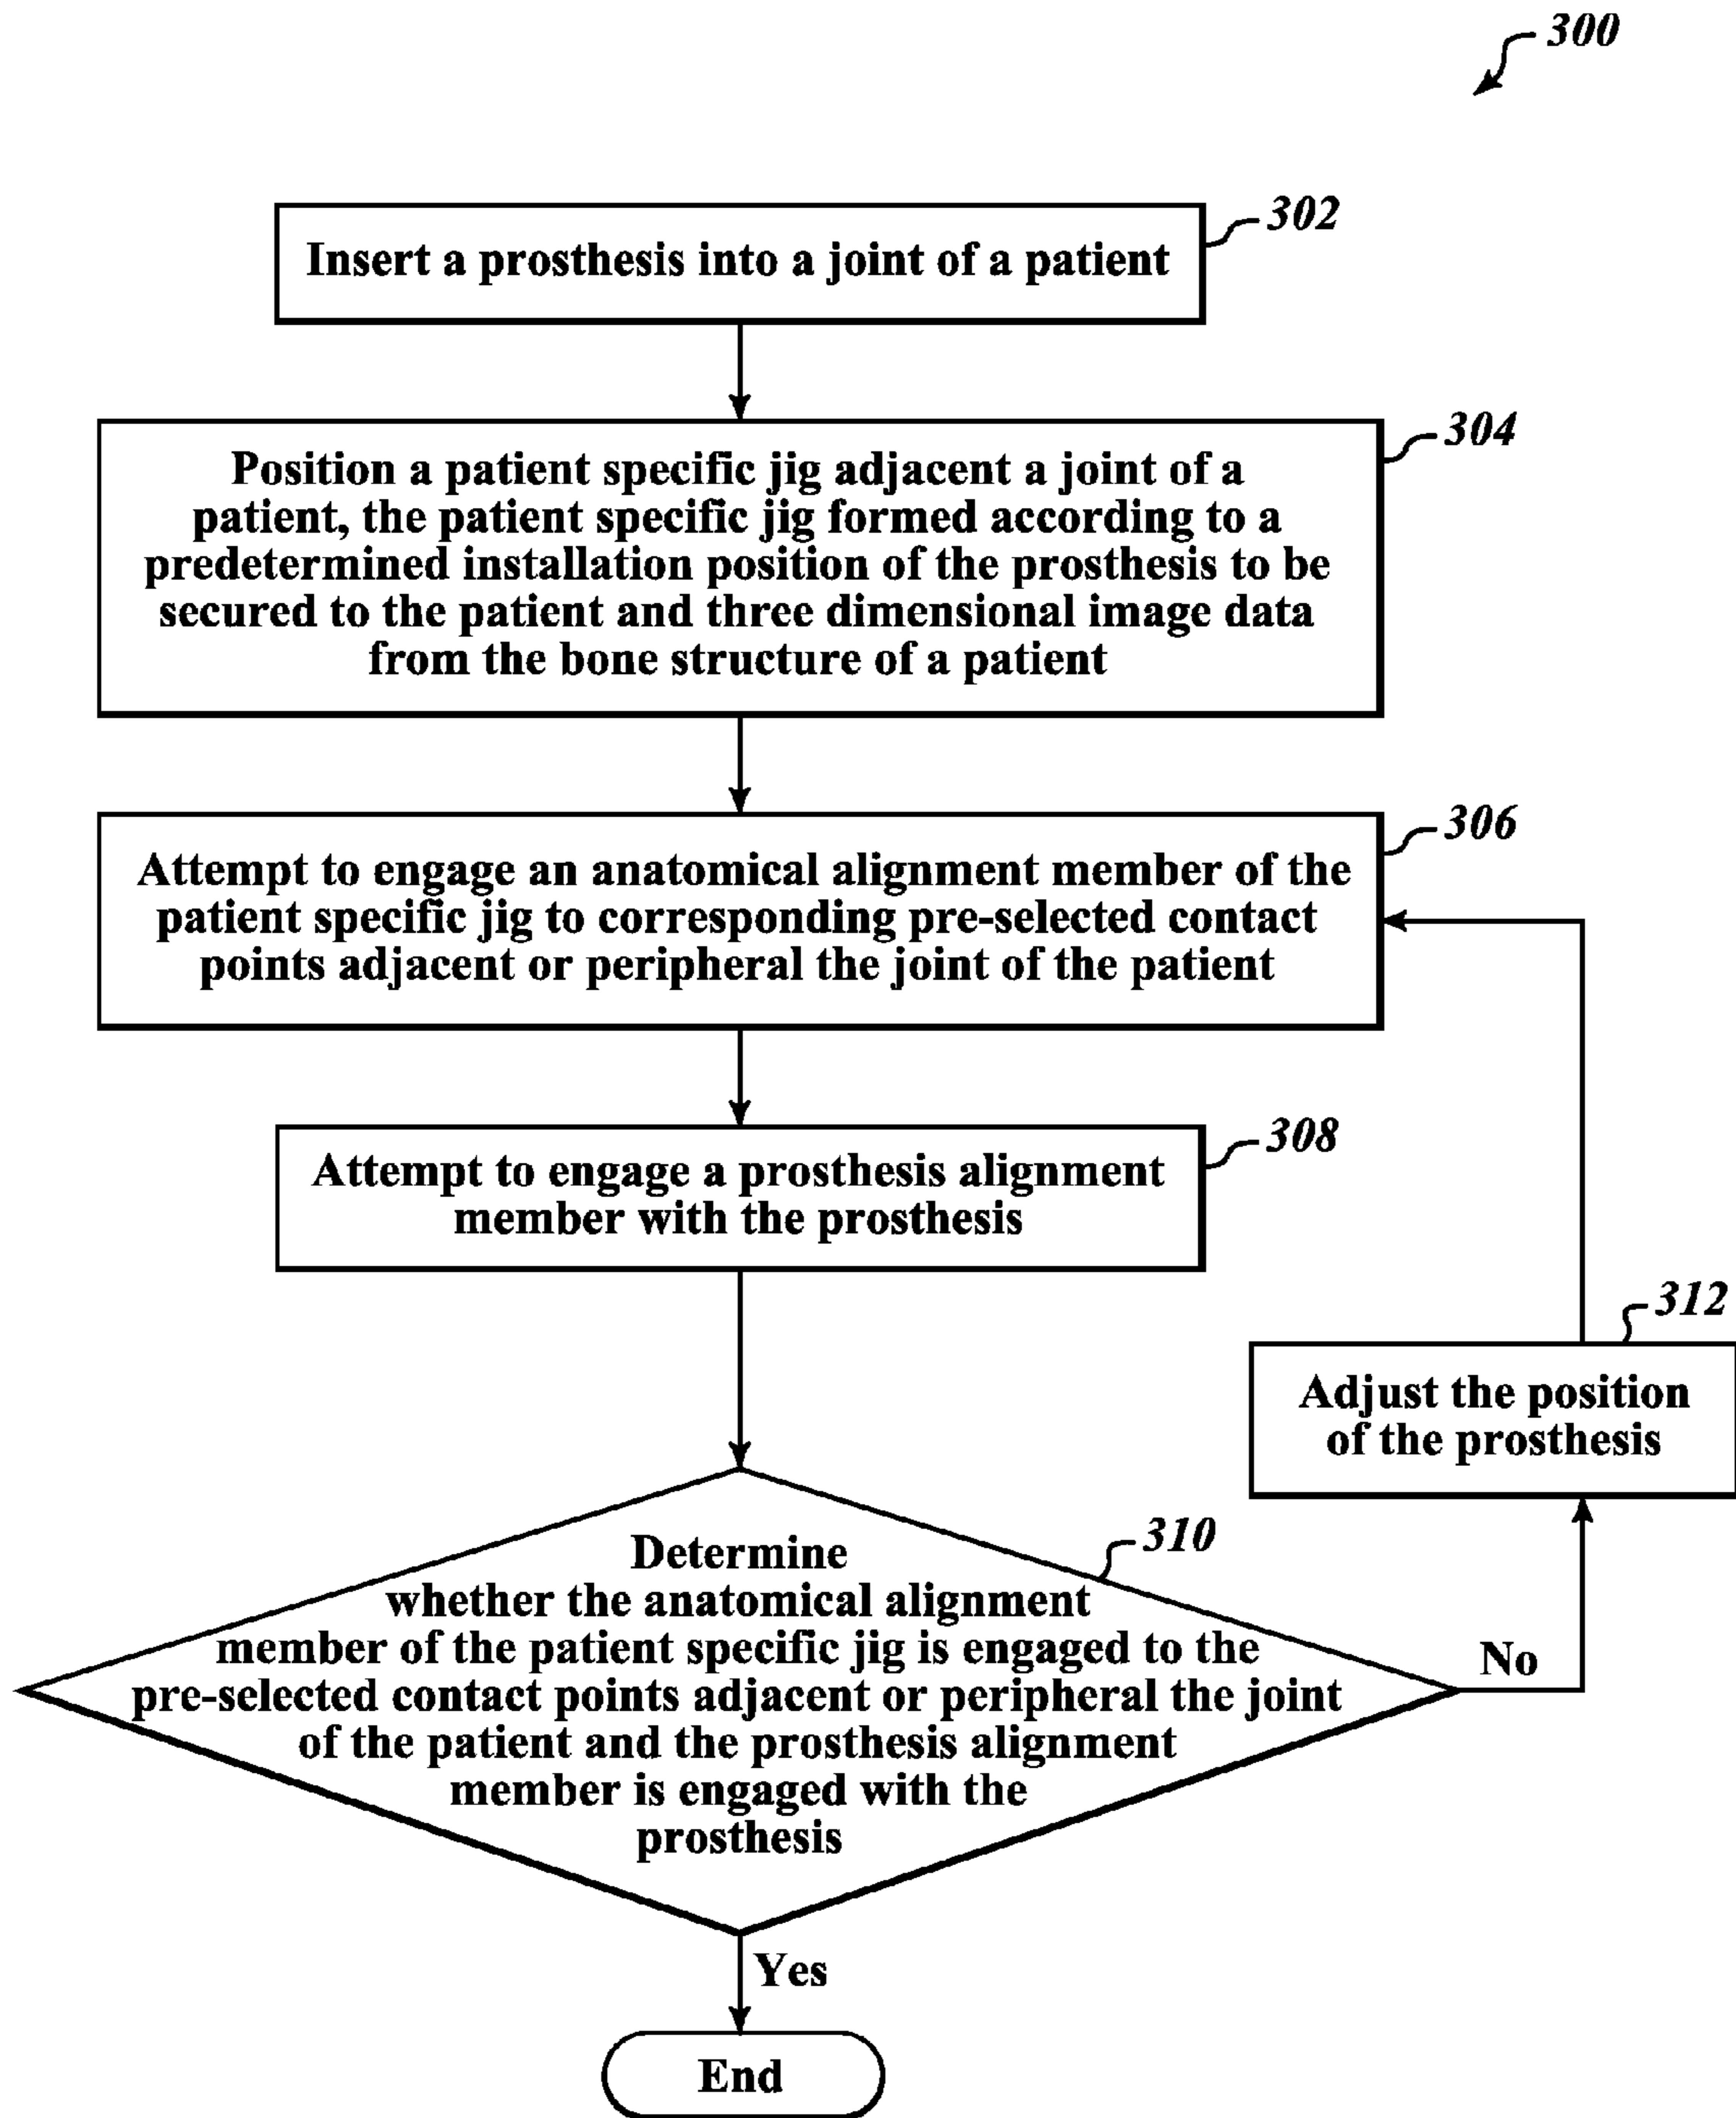 300
302
Insert a prosthesis into a joint of a patient
304
Position a patient specific jig adjacent a joint of a
patient, the patient specific jig formed according to a
predetermined installation position of the prosthesis to be
secured to the patient and three dimensional image data
from the bone structure of a patient
306
Attempt to engage an anatomical alignment member of the
patient specific jig to corresponding pre-selected contact
points adjacent or peripheral the joint of the patient
308
Attempt to engage a prosthesis alignment
member with the prosthesis
312
Adjust the position
of the prosthesis
310
Determine
whether the anatomical alignment
member of the patient specific jig is engaged to the
pre-selected contact points adjacent or peripheral the joint
of the patient and the prosthesis alignment
member is engaged with the
prosthesis
No
Yes
End